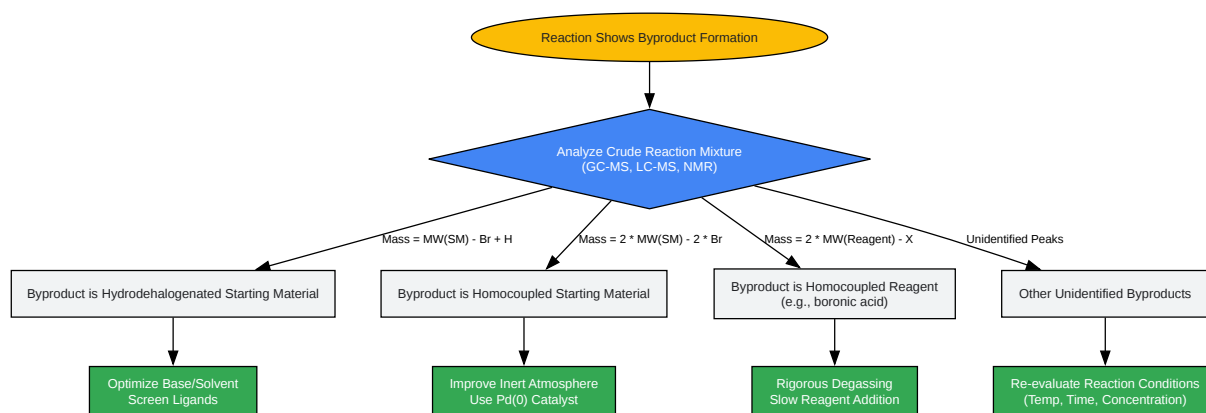 Reaction Shows Byproduct Formation
Analyze Crude Reaction Mixture
(GC-MS, LC-MS, NMR)
Mass = MW(SM) - Br + H
Mass = 2 * MW(SM) - 2 * Br
Mass = 2 * MW(Reagent) - X
Unidentified Peaks
Byproduct is Hydrodehalogenated Starting Material
Byproduct is Homocoupled Starting Material
Byproduct is Homocoupled Reagent
(e.g., boronic acid)
Other Unidentified Byproducts
Optimize Base/Solvent
Screen Ligands
Improve Inert Atmosphere
Use Pd(0) Catalyst
Rigorous Degassing
Slow Reagent Addition
Re-evaluate Reaction Conditions
(Temp, Time, Concentration)